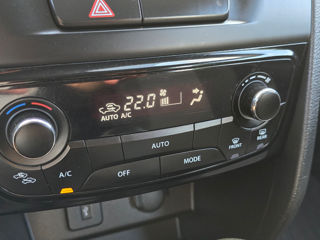 22.0
AUTO A/C
AUTO
A/C
OFF
MODE
FRONT
REAR